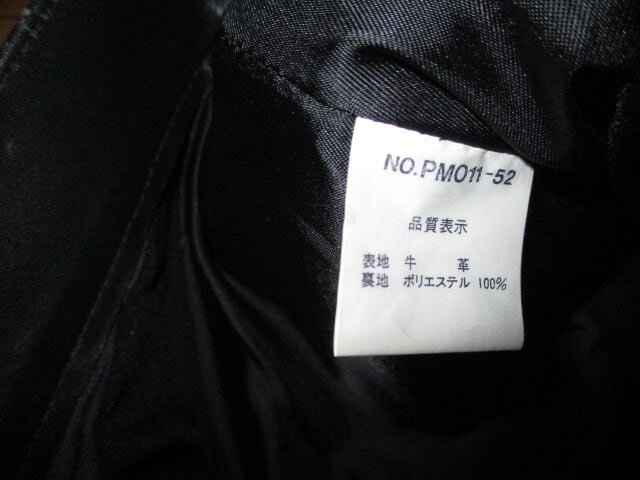 NO.PM011-52
品質表示
表地 牛 革
裏地 ポリエステル 100%